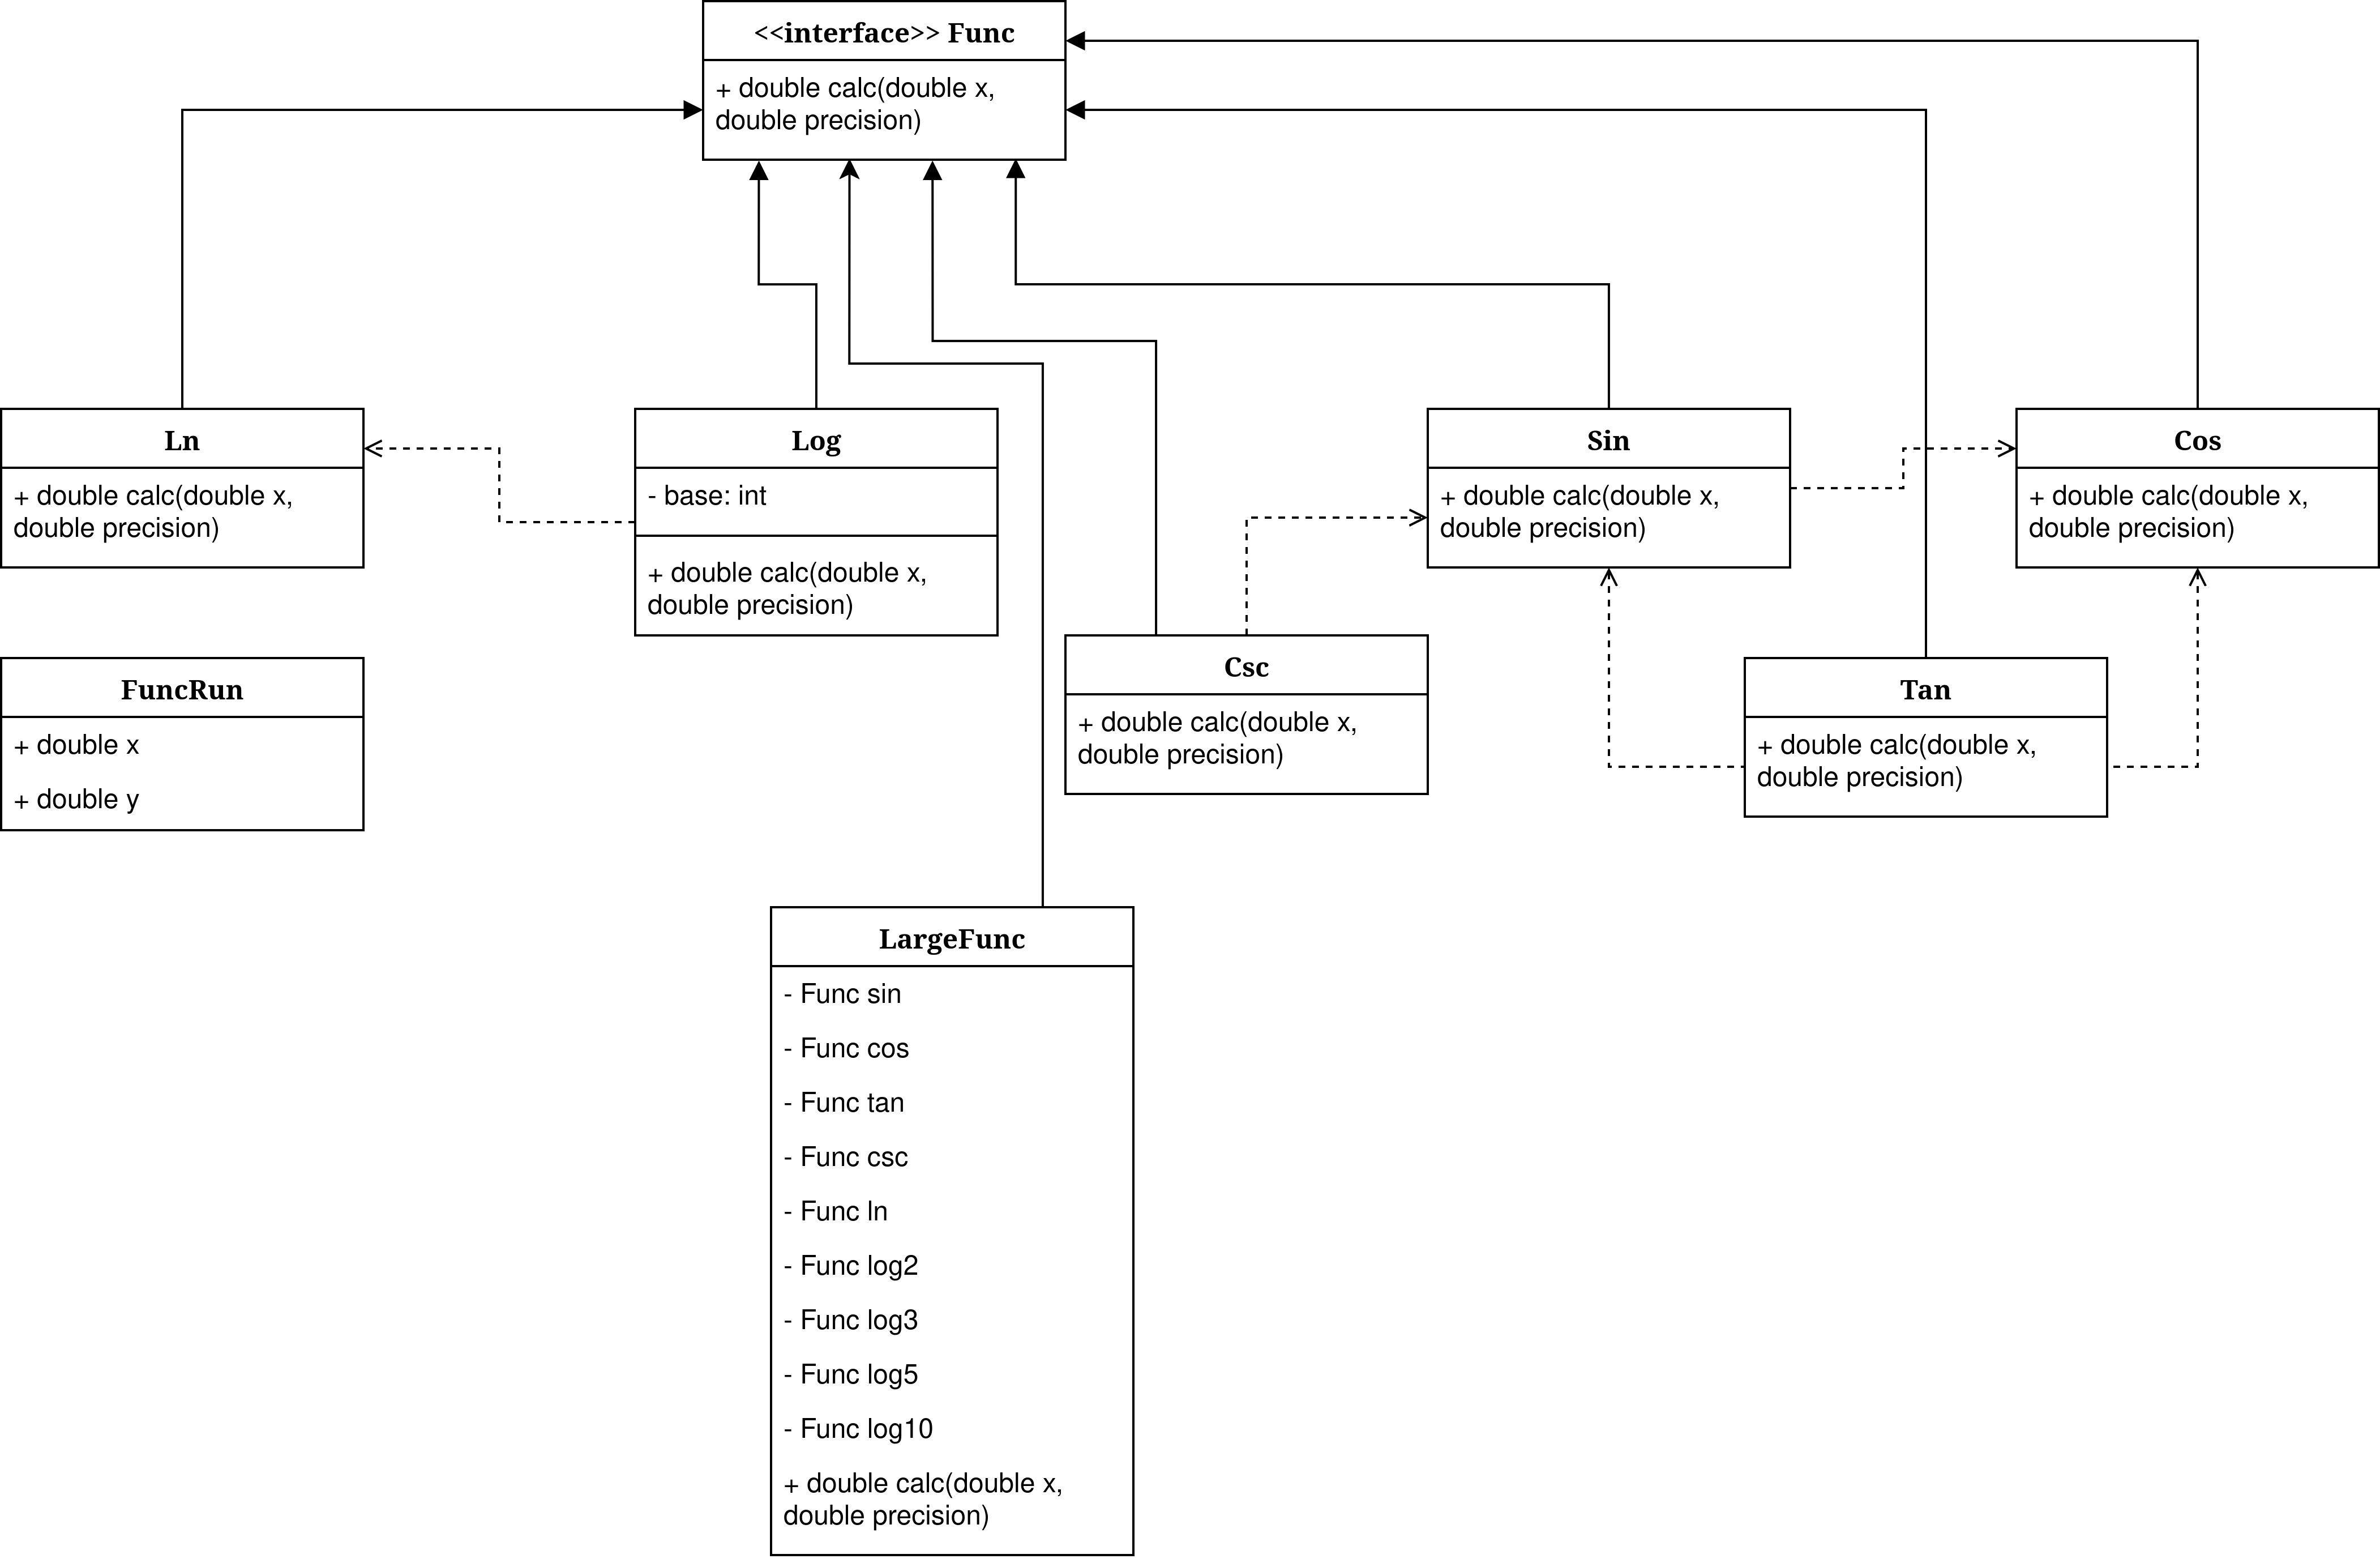 <<interface>> Func
+ double calc(double x,
double precision)
Ln
+ double calc(double x,
double precision)
Log
- base: int
+ double calc(double x,
double precision)
Sin
+ double calc(double x,
double precision)
Cos
+ double calc(double x,
double precision)
FuncRun
+ double x
+ double y
Csc
+ double calc(double x,
double precision)
Tan
+ double calc(double x,
double precision)
LargeFunc
- Func sin
- Func cos
- Func tan
- Func csc
- Func ln
- Func log2
- Func log3
- Func log5
- Func log10
+ double calc(double x,
double precision)